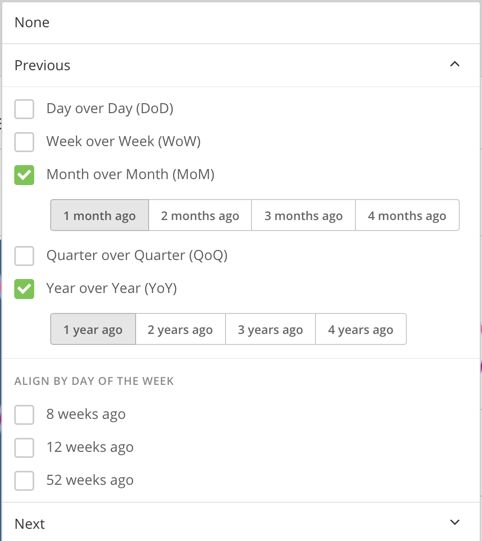 None
Previous
Day over Day (DoD)
Week over Week (WoW)
Month over Month (MoM)
1 month ago 2 months ago 3 months ago 4 months ago
Quarter over Quarter (QoQ)
Year over Year (YoY)
1 year ago 2 years ago 3 years ago 4 years ago
ALIGN BY DAY OF THE WEEK
8 weeks ago
12 weeks ago
52 weeks ago
Next